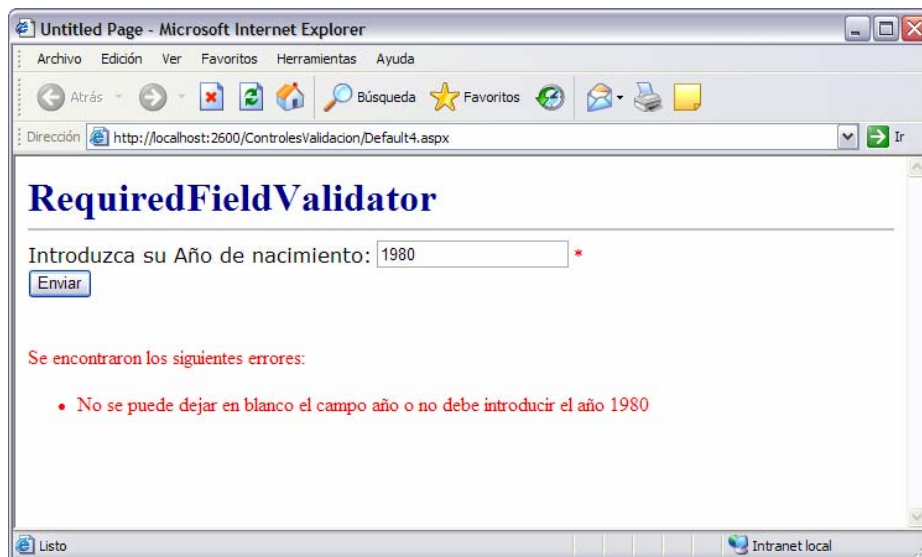 Untitled Page - Microsoft Internet Explorer
Archivo Edición Ver Favoritos Herramientas Ayuda
Atrás Búsqueda Favoritos
Dirección http://localhost:2600/ControlesValidacion/Default4.aspx Ir
RequiredFieldValidator
Introduzca su Año de nacimiento: 1980 *
Enviar
Se encontraron los siguientes errores:
• No se puede dejar en blanco el campo año o no debe introducir el año 1980
Listo Intranet local